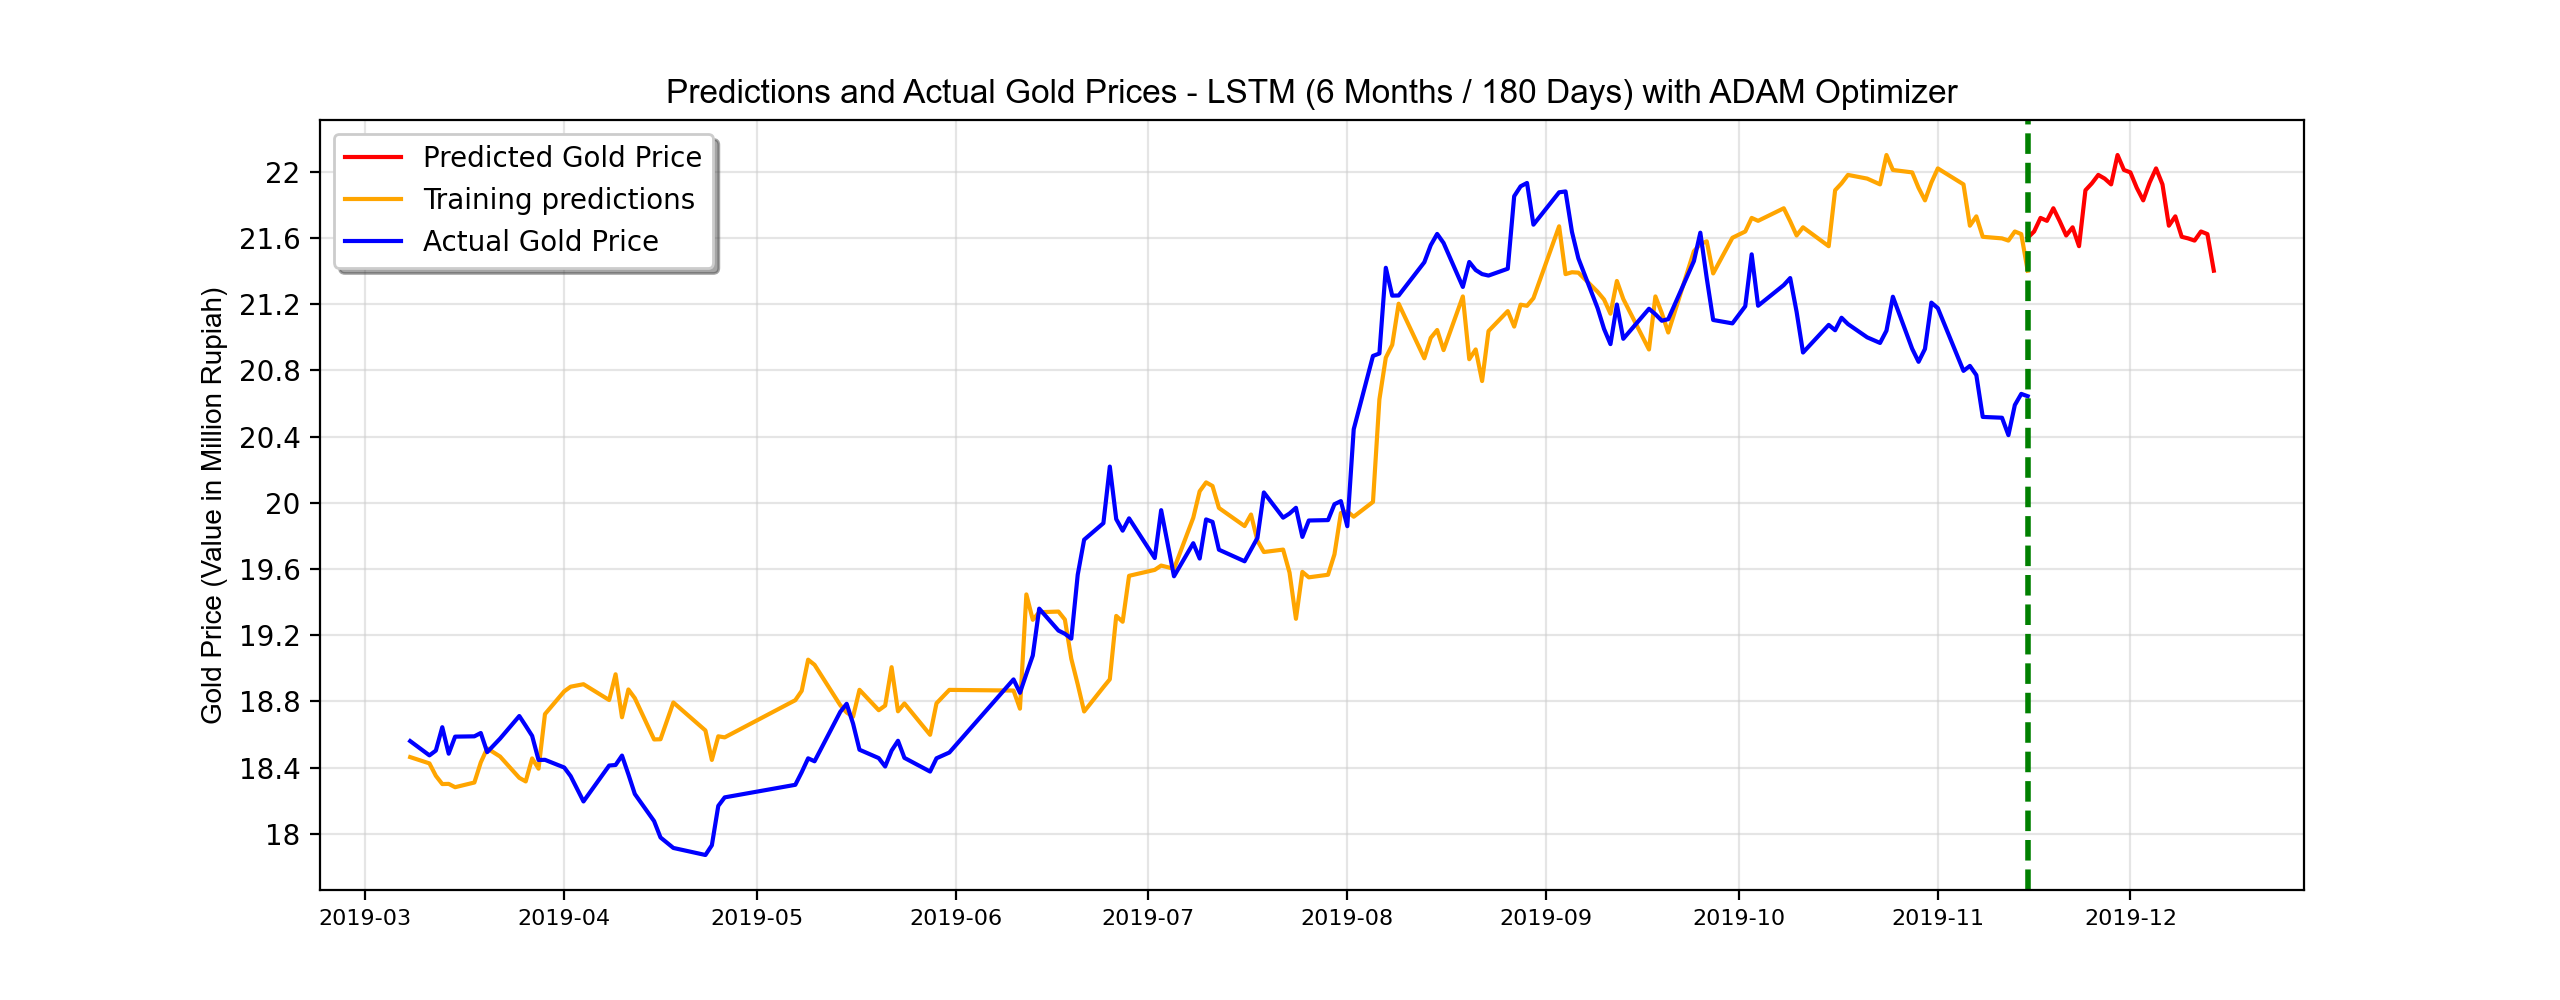 Predictions and Actual Gold Prices - LSTM (6 Months / 180 Days) with ADAM Optimizer
Predicted Gold Price
Training predictions
Actual Gold Price
Gold Price (Value in Million Rupiah)
22
21.6
21.2
20.8
20.4
20
19.6
19.2
18.8
18.4
18
2019-03 2019-04 2019-05 2019-06 2019-07 2019-08 2019-09 2019-10 2019-11 2019-12